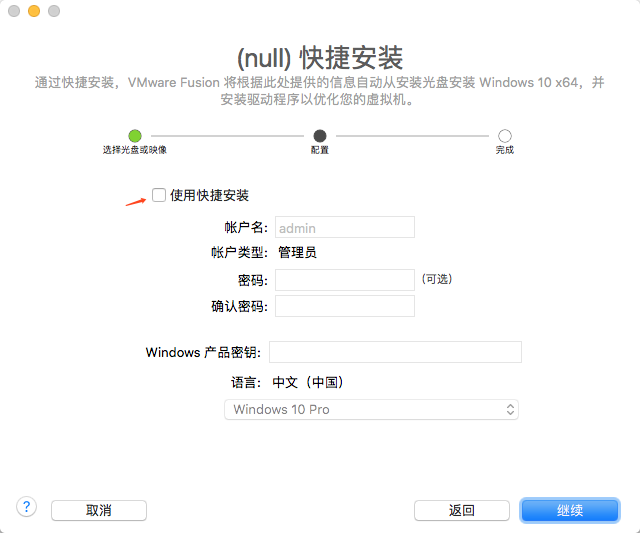 (null) 快捷安装
通过快捷安装，VMware Fusion 将根据此处提供的信息自动从安装光盘安装 Windows 10 x64，并
安装驱动程序以优化您的虚拟机。
选择光盘或映像
配置
完成
使用快捷安装
帐户名: admin
帐户类型: 管理员
密码: (可选)
确认密码:
Windows 产品密钥:
语言: 中文（中国）
Windows 10 Pro
? 取消 返回 继续